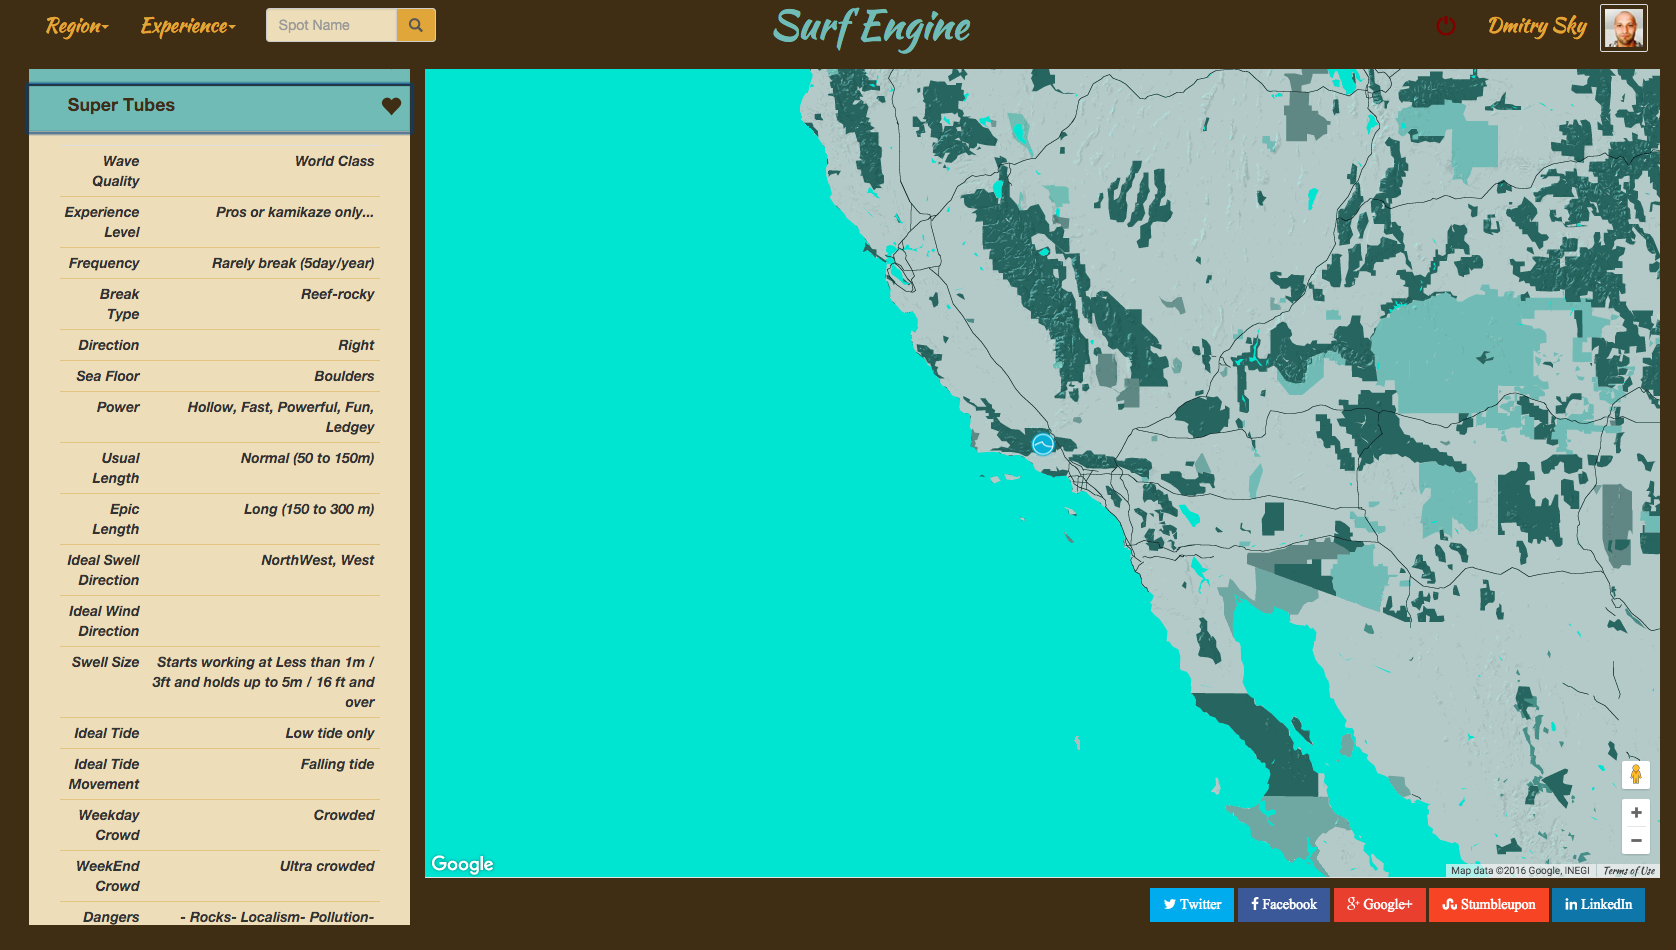 Region
Experience
Spot Name
Surf Engine
Dmitry Sky
Super Tubes
Wave Quality
World Class
Experience Level
Pros or kamikaze only...
Frequency
Rarely break (5day/year)
Break Type
Reef-rocky
Direction
Right
Sea Floor
Boulders
Power
Hollow, Fast, Powerful, Fun,
Ledgey
Usual Length
Normal (50 to 150m)
Epic Length
Long (150 to 300 m)
Ideal Swell Direction
NorthWest, West
Ideal Wind Direction
Swell Size
Starts working at Less than 1m /
3ft and holds up to 5m / 16 ft and
over
Ideal Tide
Low tide only
Ideal Tide Movement
Falling tide
Weekday Crowd
Crowded
WeekEnd Crowd
Ultra crowded
Dangers
- Rocks- Localism- Pollution-
Google
Map data ©2016 Google, INEGI
Terms of Use
Twitter
Facebook
Google+
Stumbleupon
LinkedIn